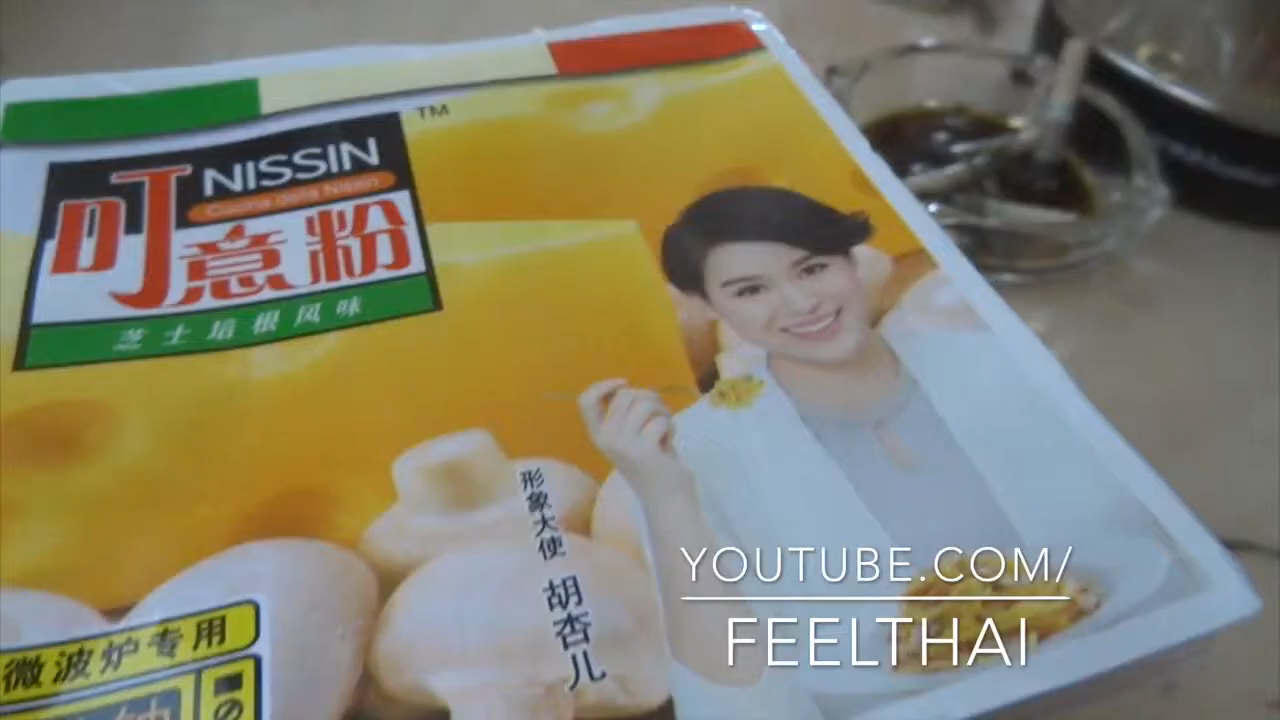 NISSIN
TM
Cucina della Nissin
叮意粉
芝士培根风味
形象大使 胡杏儿
微波炉专用
YOUTUBE.COM/
FEELTHAI